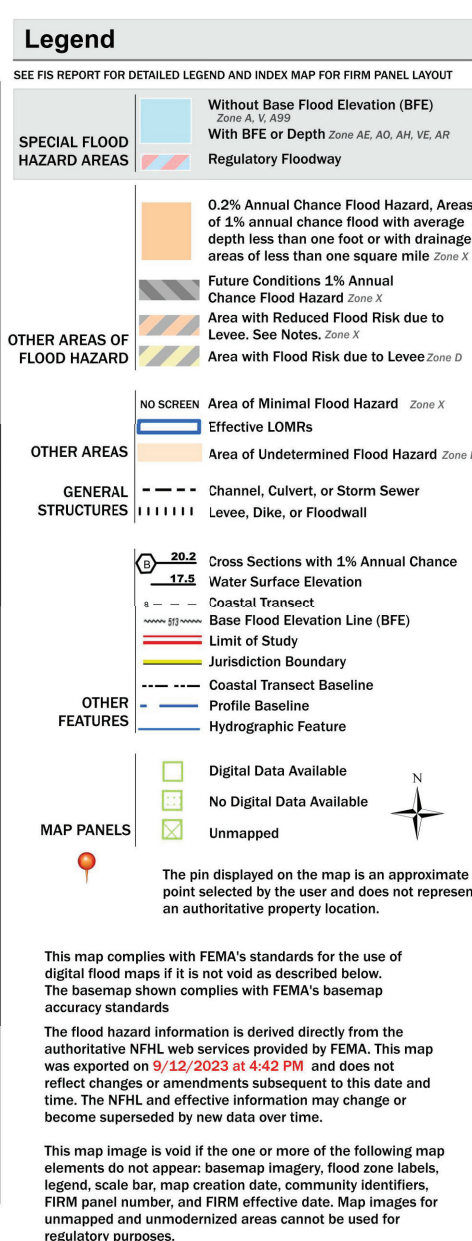 Legend
SEE FIS REPORT FOR DETAILED LEGEND AND INDEX MAP FOR FIRM PANEL LAYOUT
SPECIAL FLOOD
HAZARD AREAS
Without Base Flood Elevation (BFE)
Zone A, V, A99
With BFE or Depth Zone AE, AO, AH, VE, AR
Regulatory Floodway
OTHER AREAS OF
FLOOD HAZARD
0.2% Annual Chance Flood Hazard, Areas
of 1% annual chance flood with average
depth less than one foot or with drainage
areas of less than one square mile Zone X
Future Conditions 1% Annual
Chance Flood Hazard Zone X
Area with Reduced Flood Risk due to
Levee. See Notes. Zone X
Area with Flood Risk due to Levee Zone D
OTHER AREAS
NO SCREEN Area of Minimal Flood Hazard Zone X
Effective LOMRs
Area of Undetermined Flood Hazard Zone
GENERAL
STRUCTURES
Channel, Culvert, or Storm Sewer
Levee, Dike, or Floodwall
OTHER
FEATURES
B 20.2 Cross Sections with 1% Annual Chance
17.5 Water Surface Elevation
8 Coastal Transect
513 Base Flood Elevation Line (BFE)
Limit of Study
Jurisdiction Boundary
Coastal Transect Baseline
Profile Baseline
Hydrographic Feature
MAP PANELS
Digital Data Available
No Digital Data Available
Unmapped
N
The pin displayed on the map is an approximate
point selected by the user and does not represen
an authoritative property location.
This map complies with FEMA's standards for the use of
digital flood maps if it is not void as described below.
The basemap shown complies with FEMA's basemap
accuracy standards
The flood hazard information is derived directly from the
authoritative NFHL web services provided by FEMA. This map
was exported on 9/12/2023 at 4:42 PM and does not
reflect changes or amendments subsequent to this date and
time. The NFHL and effective information may change or
become superseded by new data over time.
This map image is void if the one or more of the following map
elements do not appear: basemap imagery, flood zone labels,
legend, scale bar, map creation date, community identifiers,
FIRM panel number, and FIRM effective date. Map images for
unmapped and unmodernized areas cannot be used for
regulatory purposes.